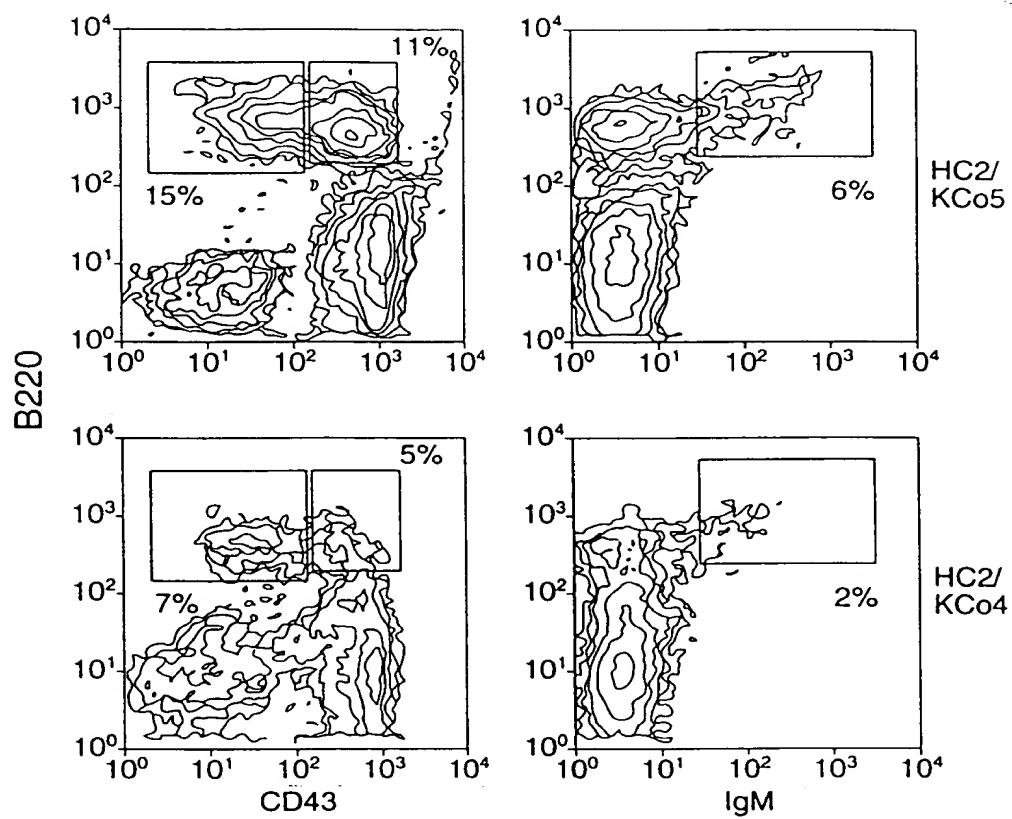 10⁴ 11% 10⁴
10³ 10³
10² 15% 10² 6% HC2/
KCo5
10¹ 10¹
10⁰ 10⁰
10⁰ 10¹ 10² 10³ 10⁴ 10⁰ 10¹ 10² 10³ 10⁴
B220
10⁴ 5% 10⁴
10³ 10³
10² 7% 10² 2% HC2/
KCo4
10¹ 10¹
10⁰ 10⁰
10⁰ 10¹ 10² 10³ 10⁴ 10⁰ 10¹ 10² 10³ 10⁴
CD43 IgM